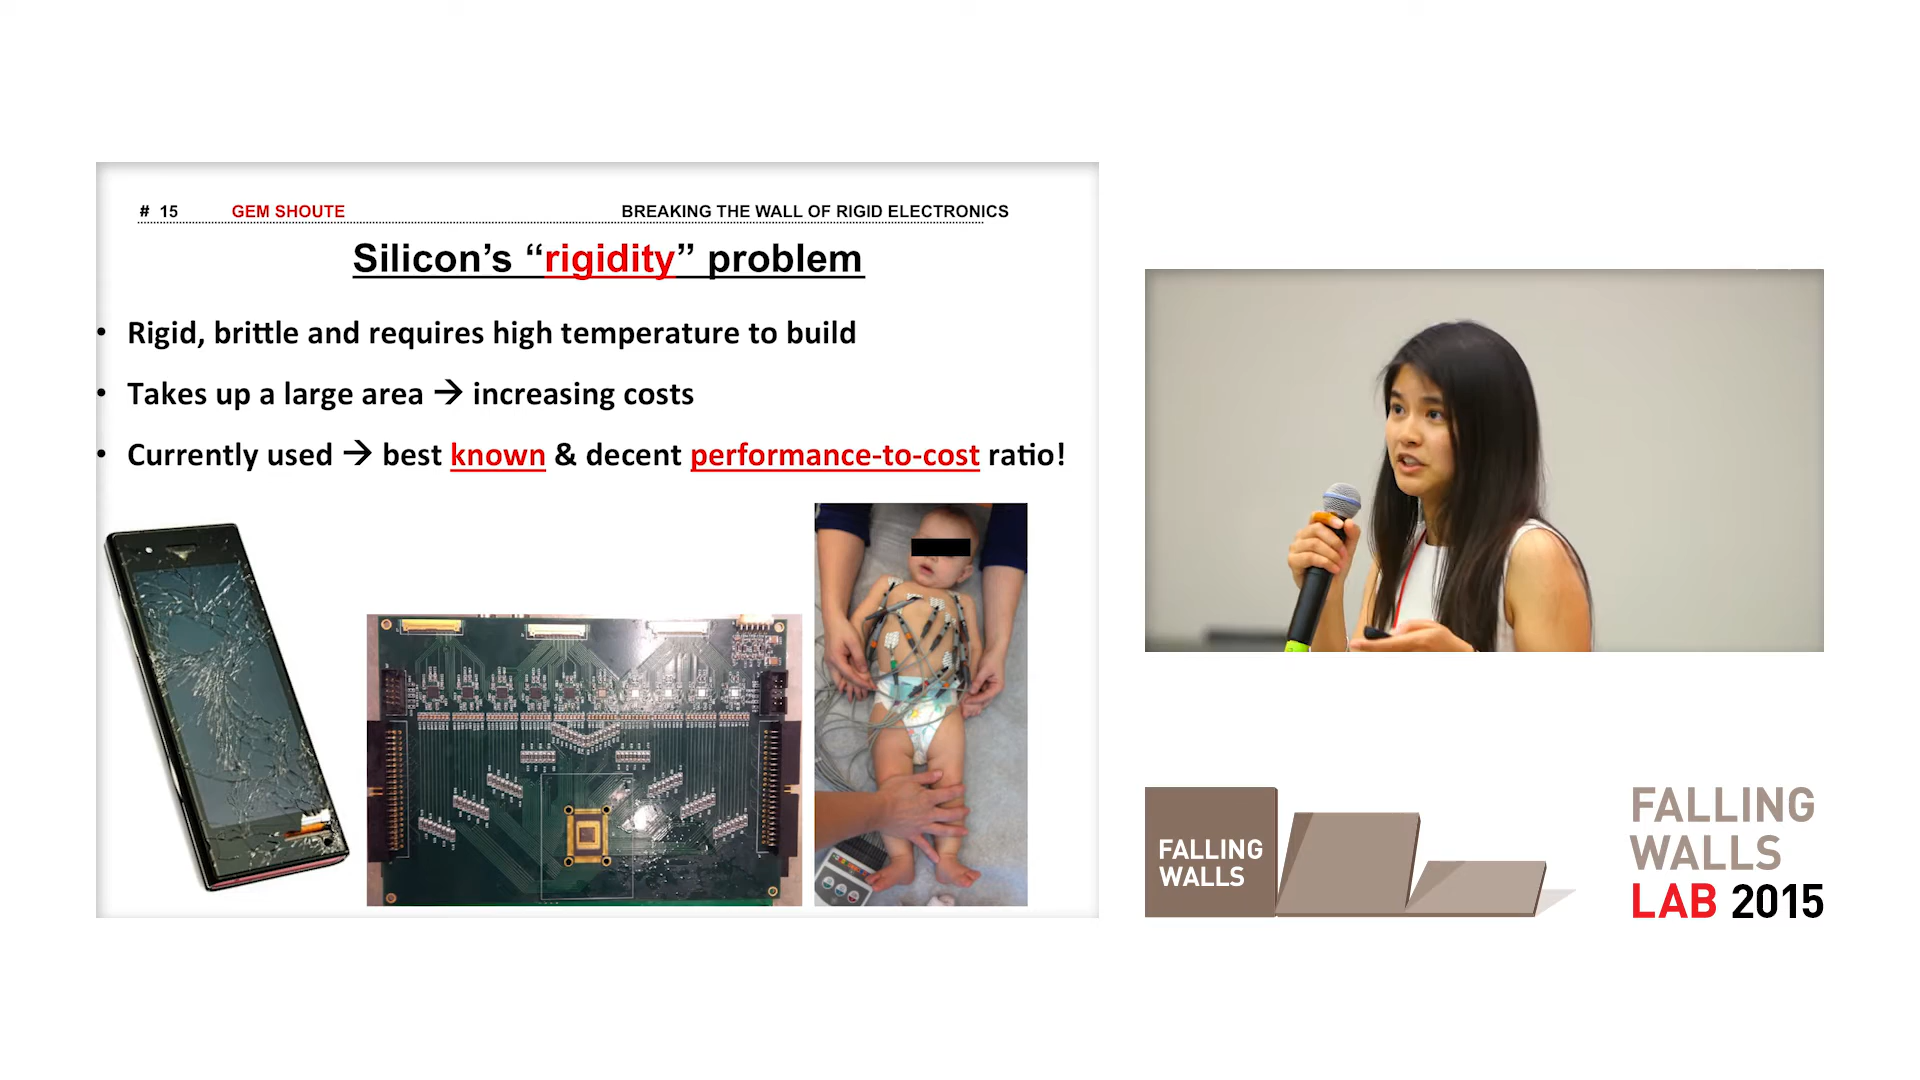 # 15 GEM SHOUTE BREAKING THE WALL OF RIGID ELECTRONICS
Silicon’s “rigidity” problem
• Rigid, brittle and requires high temperature to build
• Takes up a large area → increasing costs
• Currently used → best known & decent performance-to-cost ratio!
FALLING
WALLS
FALLING
WALLS
LAB 2015